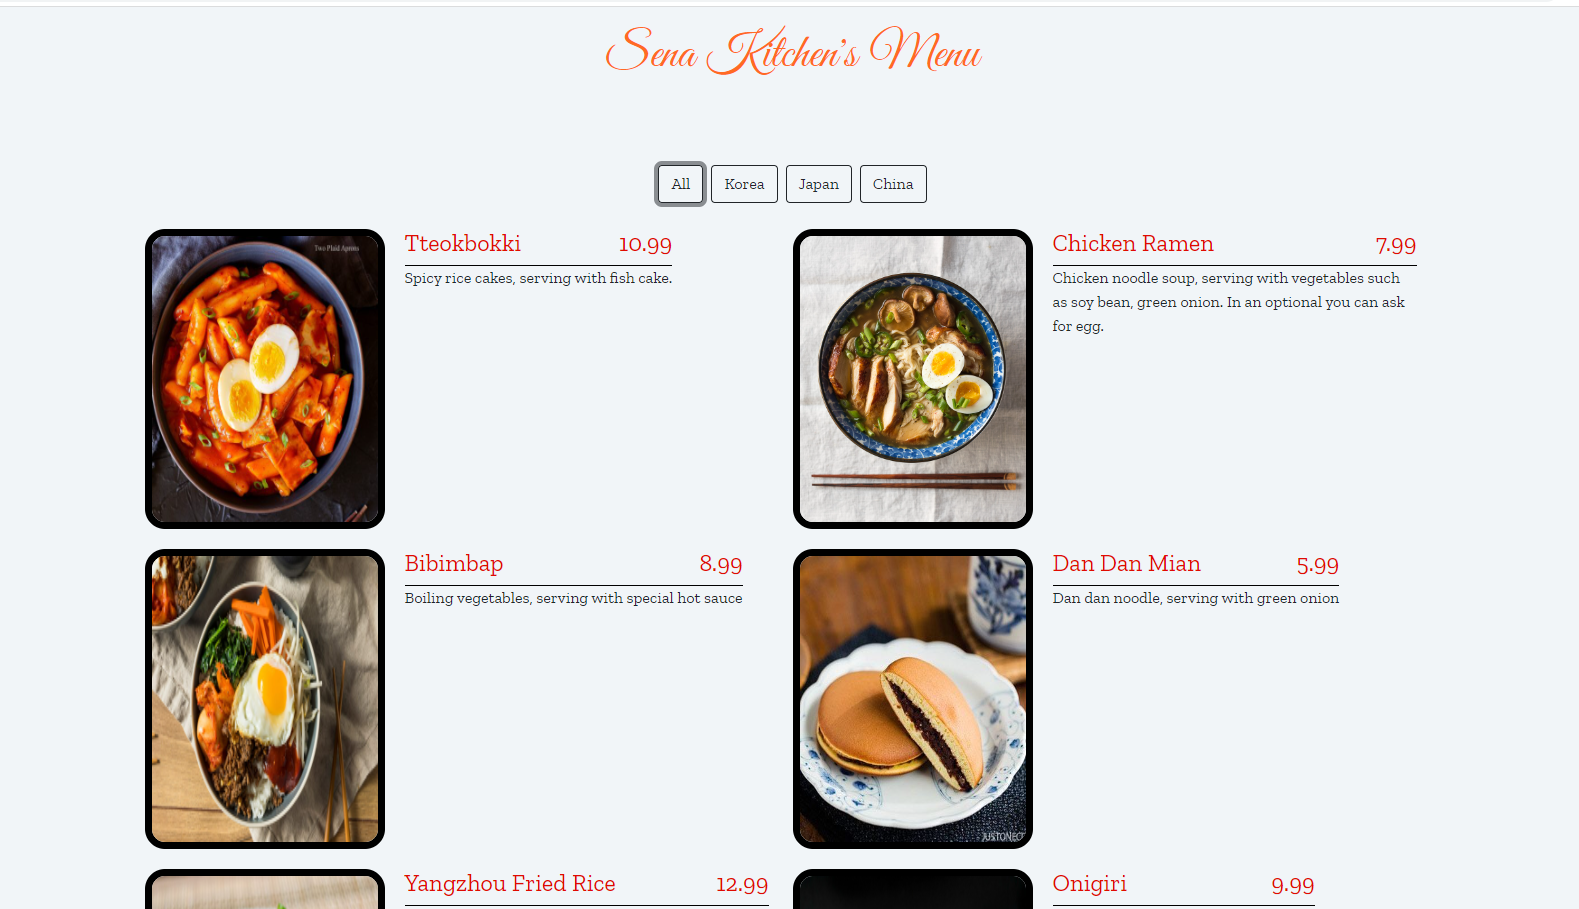 Sena Kitchen's Menu
All Korea Japan China
Two Plaid Aprons
Tteokbokki 10.99
Spicy rice cakes, serving with fish cake.
Chicken Ramen 7.99
Chicken noodle soup, serving with vegetables such
as soy bean, green onion. In an optional you can ask
for egg.
Bibimbap 8.99
Boiling vegetables, serving with special hot sauce
Dan Dan Mian 5.99
Dan dan noodle, serving with green onion
Yangzhou Fried Rice 12.99
Onigiri 9.99